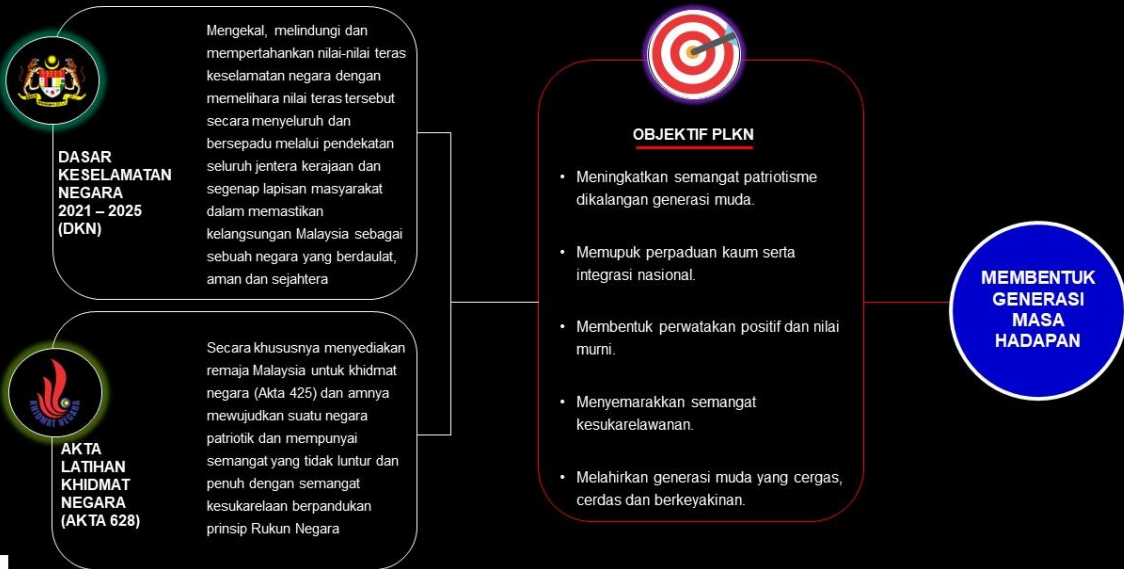 DASAR
KESELAMATAN
NEGARA
2021 – 2025
(DKN)
Mengekal, melindungi dan
mempertahankan nilai-nilai teras
keselamatan negara dengan
memelihara nilai teras tersebut
secara menyeluruh dan
bersepadu melalui pendekatan
seluruh jentera kerajaan dan
segenap lapisan masyarakat
dalam memastikan
kelangsungan Malaysia sebagai
sebuah negara yang berdaulat,
aman dan sejahtera
KHIDMAT NEGARA
AKTA
LATIHAN
KHIDMAT
NEGARA
(AKTA 628)
Secara khususnya menyediakan
remaja Malaysia untuk khidmat
negara (Akta 425) dan amnya
mewujudkan suatu negara
patriotik dan mempunyai
semangat yang tidak luntur dan
penuh dengan semangat
kesukarelaan berpandukan
prinsip Rukun Negara
OBJEKTIF PLKN
• Meningkatkan semangat patriotisme
dikalangan generasi muda.
• Memupuk perpaduan kaum serta
integrasi nasional.
• Membentuk perwatakan positif dan nilai
murni.
• Menyemarakkan semangat
kesukarelawanan.
• Melahirkan generasi muda yang cergas,
cerdas dan berkeyakinan.
MEMBENTUK
GENERASI
MASA
HADAPAN